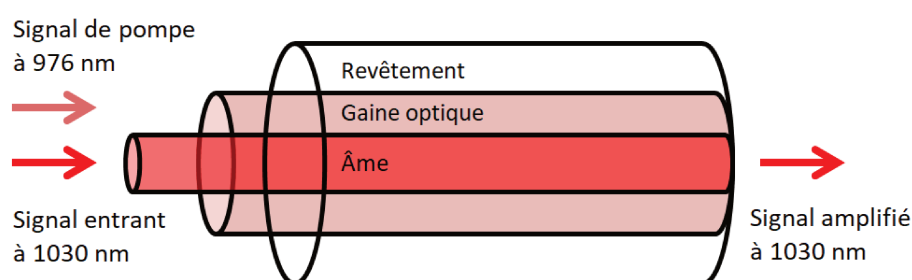 Signal de pompe
à 976 nm
Revêtement
Gaine optique
Âme
Signal entrant
à 1030 nm
Signal amplifié
à 1030 nm